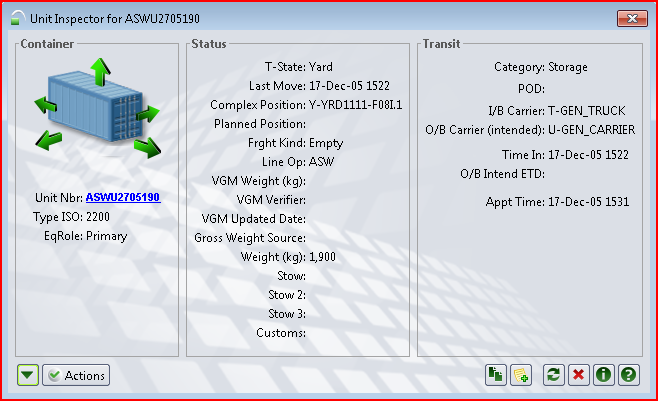 Unit Inspector for ASWU2705190
Container
Unit Nbr: ASWU2705190
Type ISO: 2200
EqRole: Primary
Status
T-State: Yard
Last Move: 17-Dec-05 1522
Complex Position: Y-YRD1111-F08I.1
Planned Position:
Frght Kind: Empty
Line Op: ASW
VGM Weight (kg):
VGM Verifier:
VGM Updated Date:
Gross Weight Source:
Weight (kg): 1,900
Stow:
Stow 2:
Stow 3:
Customs:
Transit
Category: Storage
POD:
I/B Carrier: T-GEN_TRUCK
O/B Carrier (intended): U-GEN_CARRIER
Time In: 17-Dec-05 1522
O/B Intend ETD:
Appt Time: 17-Dec-05 1531
Actions